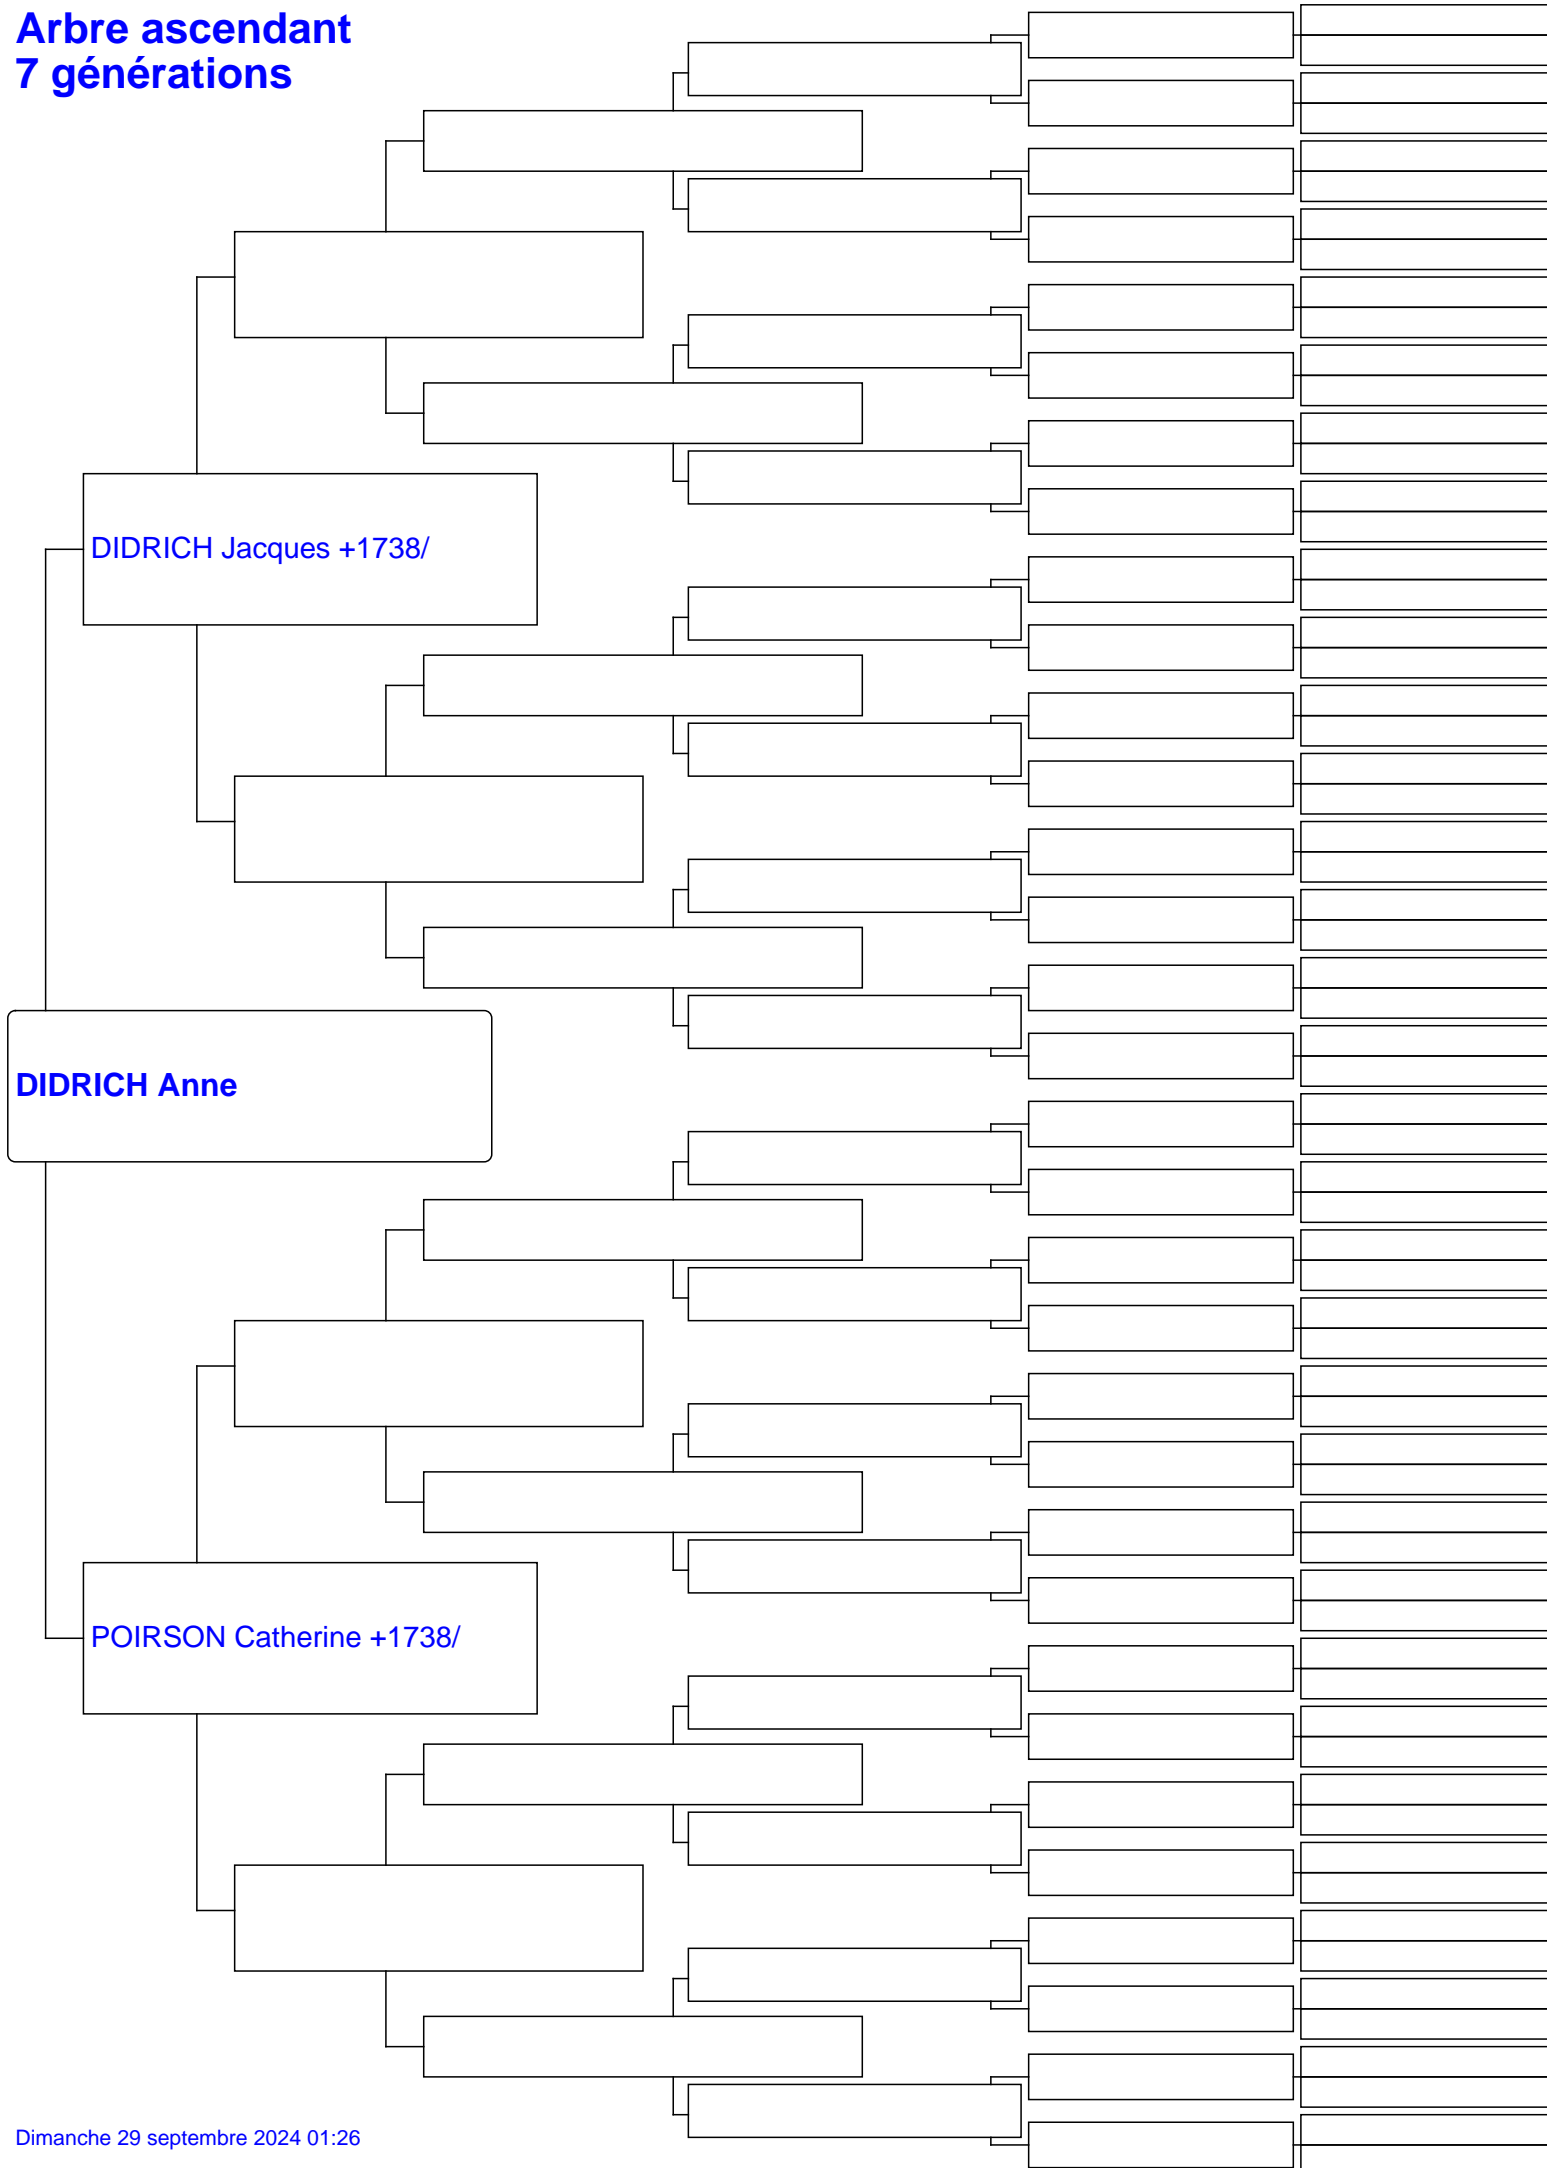 Arbre ascendant
7 générations
DIDRICH Jacques +1738/
DIDRICH Anne
POIRSON Catherine +1738/
Dimanche 29 septembre 2024 01:26